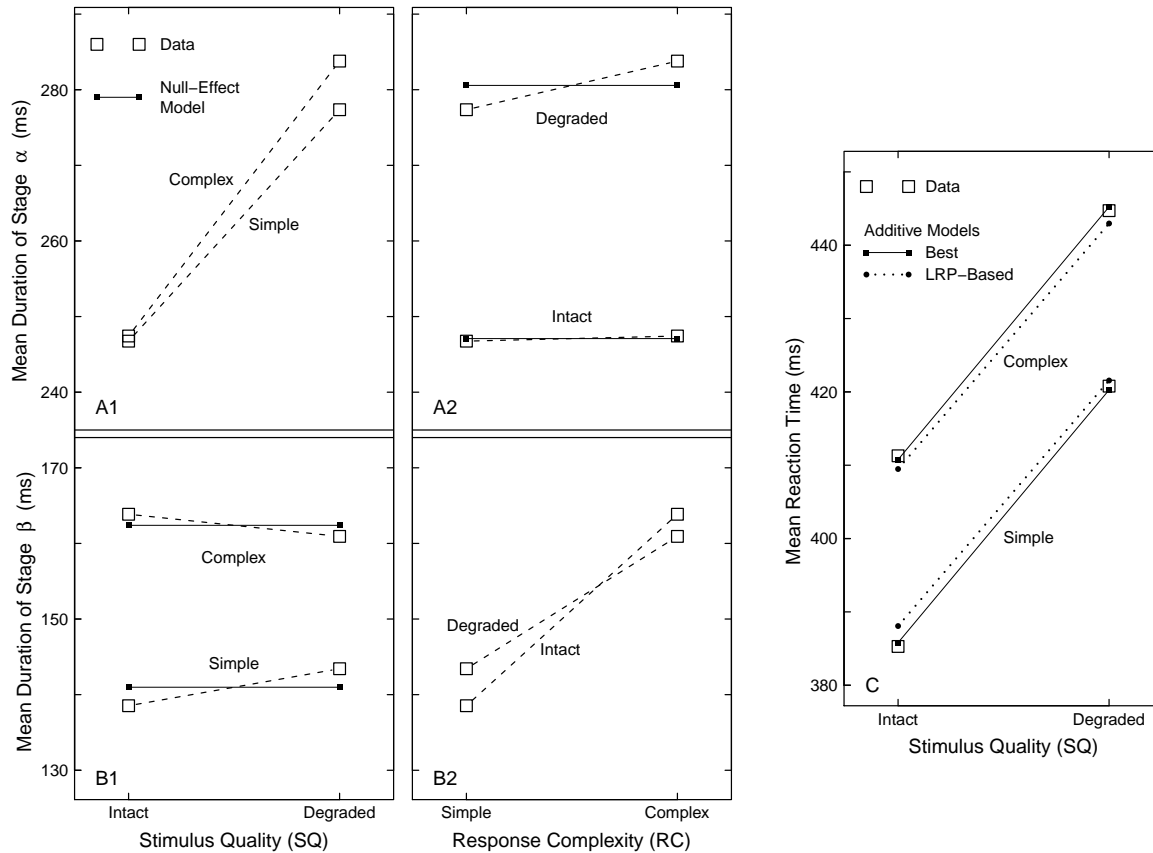 Data
Null−Effect
Model
Complex
Simple
A1
280
260
240
Mean Duration of Stage α (ms)
Degraded
Intact
A2
Complex
Simple
B1
170
150
130
Mean Duration of Stage β (ms)
Intact
Degraded
Stimulus Quality (SQ)
Degraded
Intact
B2
Simple
Complex
Response Complexity (RC)
Data
Additive Models
Best
LRP−Based
Complex
Simple
C
440
420
400
380
Mean Reaction Time (ms)
Intact
Degraded
Stimulus Quality (SQ)